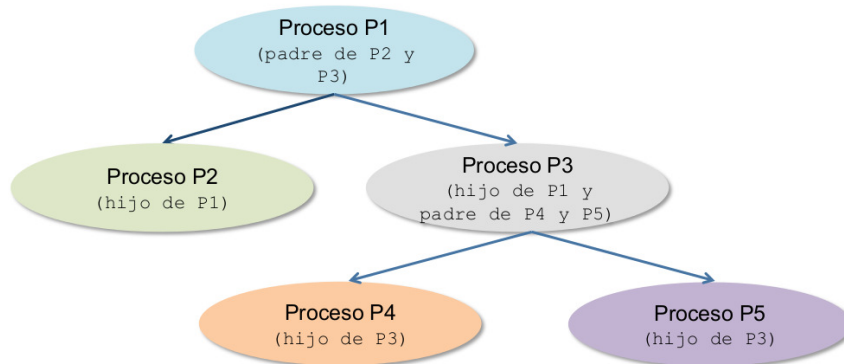 Proceso P1
(padre de P2 y
P3)
Proceso P2
(hijo de P1)
Proceso P3
(hijo de P1 y
padre de P4 y P5)
Proceso P4
(hijo de P3)
Proceso P5
(hijo de P3)